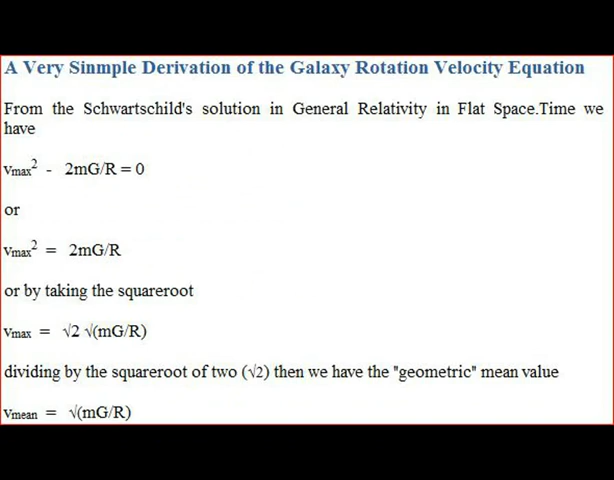 A Very Sinmple Derivation of the Galaxy Rotation Velocity Equation
From the Schwartschild's solution in General Relativity in Flat Space.Time we
have
vmax² - 2mG/R = 0
or
vmax² = 2mG/R
or by taking the squareroot
vmax = √2 √(mG/R)
dividing by the squareroot of two (√2) then we have the "geometric" mean value
vmean = √(mG/R)